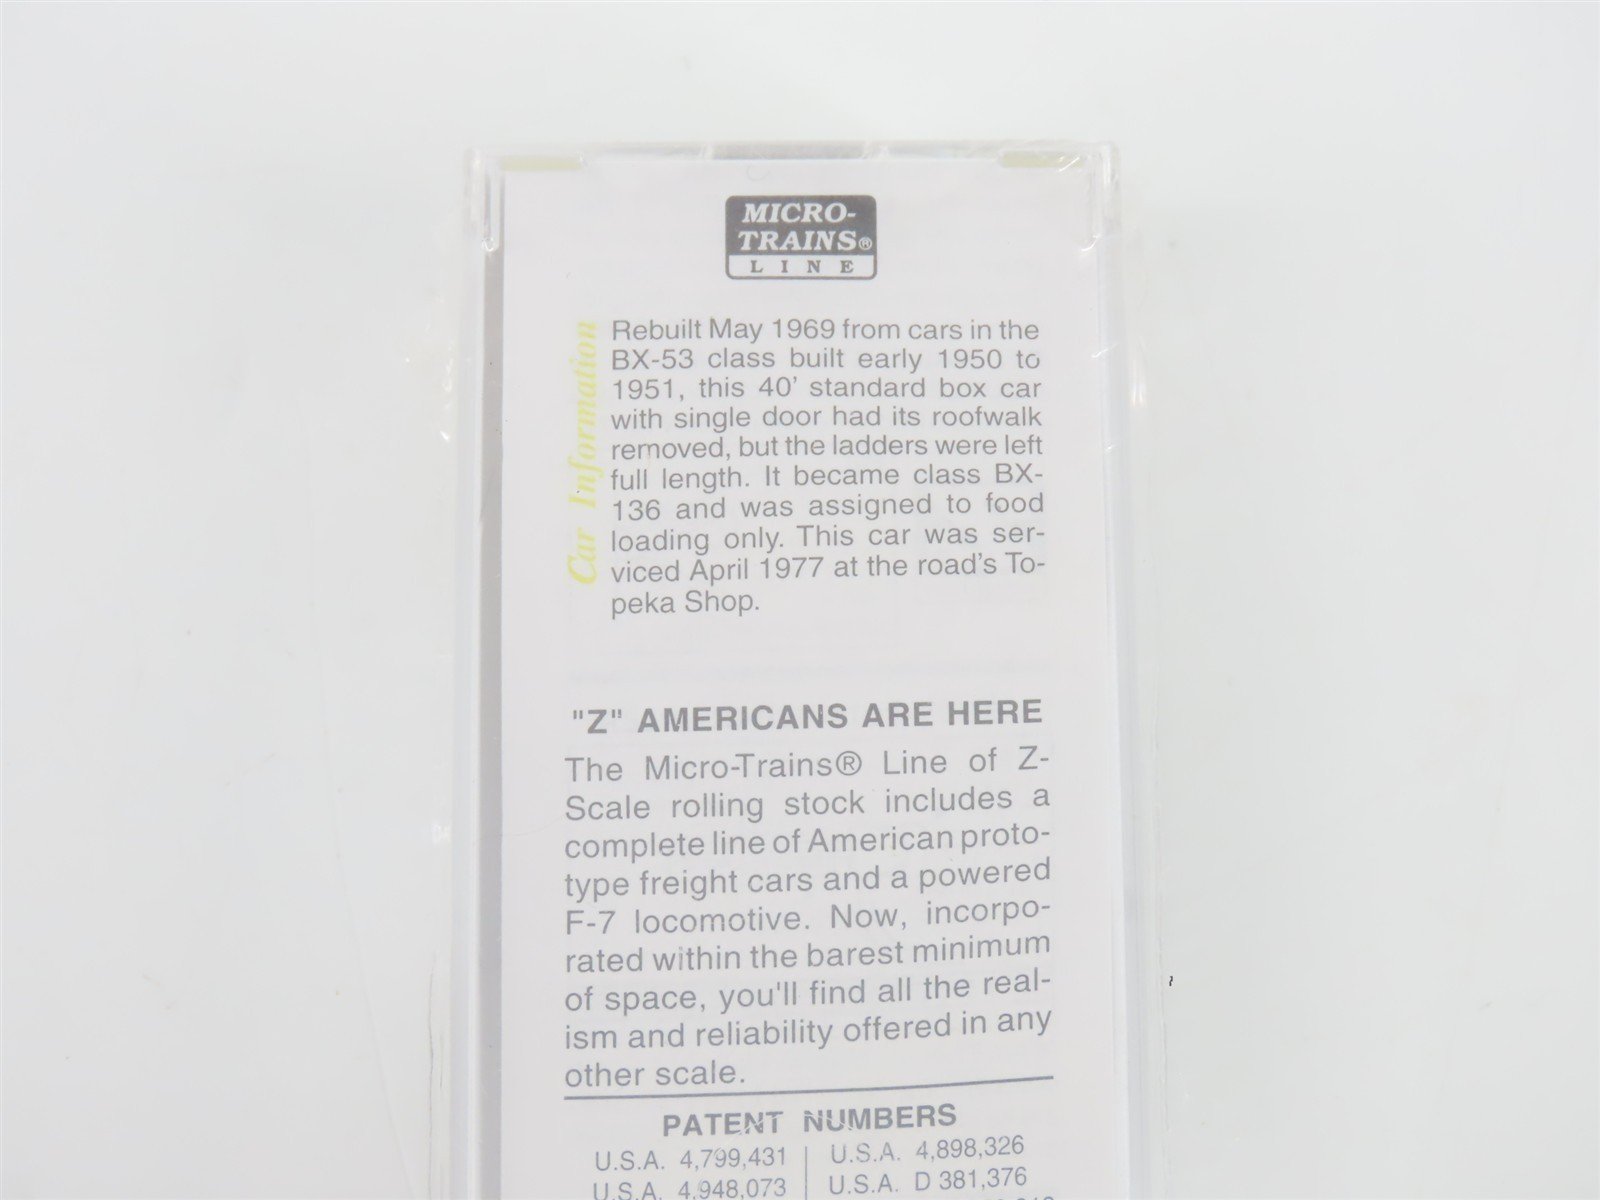 MICRO-
TRAINS®
LINE
Car Information
Rebuilt May 1969 from cars in the
BX-53 class built early 1950 to
1951, this 40' standard box car
with single door had its roofwalk
removed, but the ladders were left
full length. It became class BX-
136 and was assigned to food
loading only. This car was ser-
viced April 1977 at the road's To-
peka Shop.
"Z" AMERICANS ARE HERE
The Micro-Trains® Line of Z-
Scale rolling stock includes a
complete line of American proto-
type freight cars and a powered
F-7 locomotive. Now, incorpo-
rated within the barest minimum
of space, you'll find all the real-
ism and reliability offered in any
other scale.
PATENT NUMBERS
U.S.A. 4,799,431 U.S.A. 4,898,326
U.S.A. 4,948,073 U.S.A. D 381,376